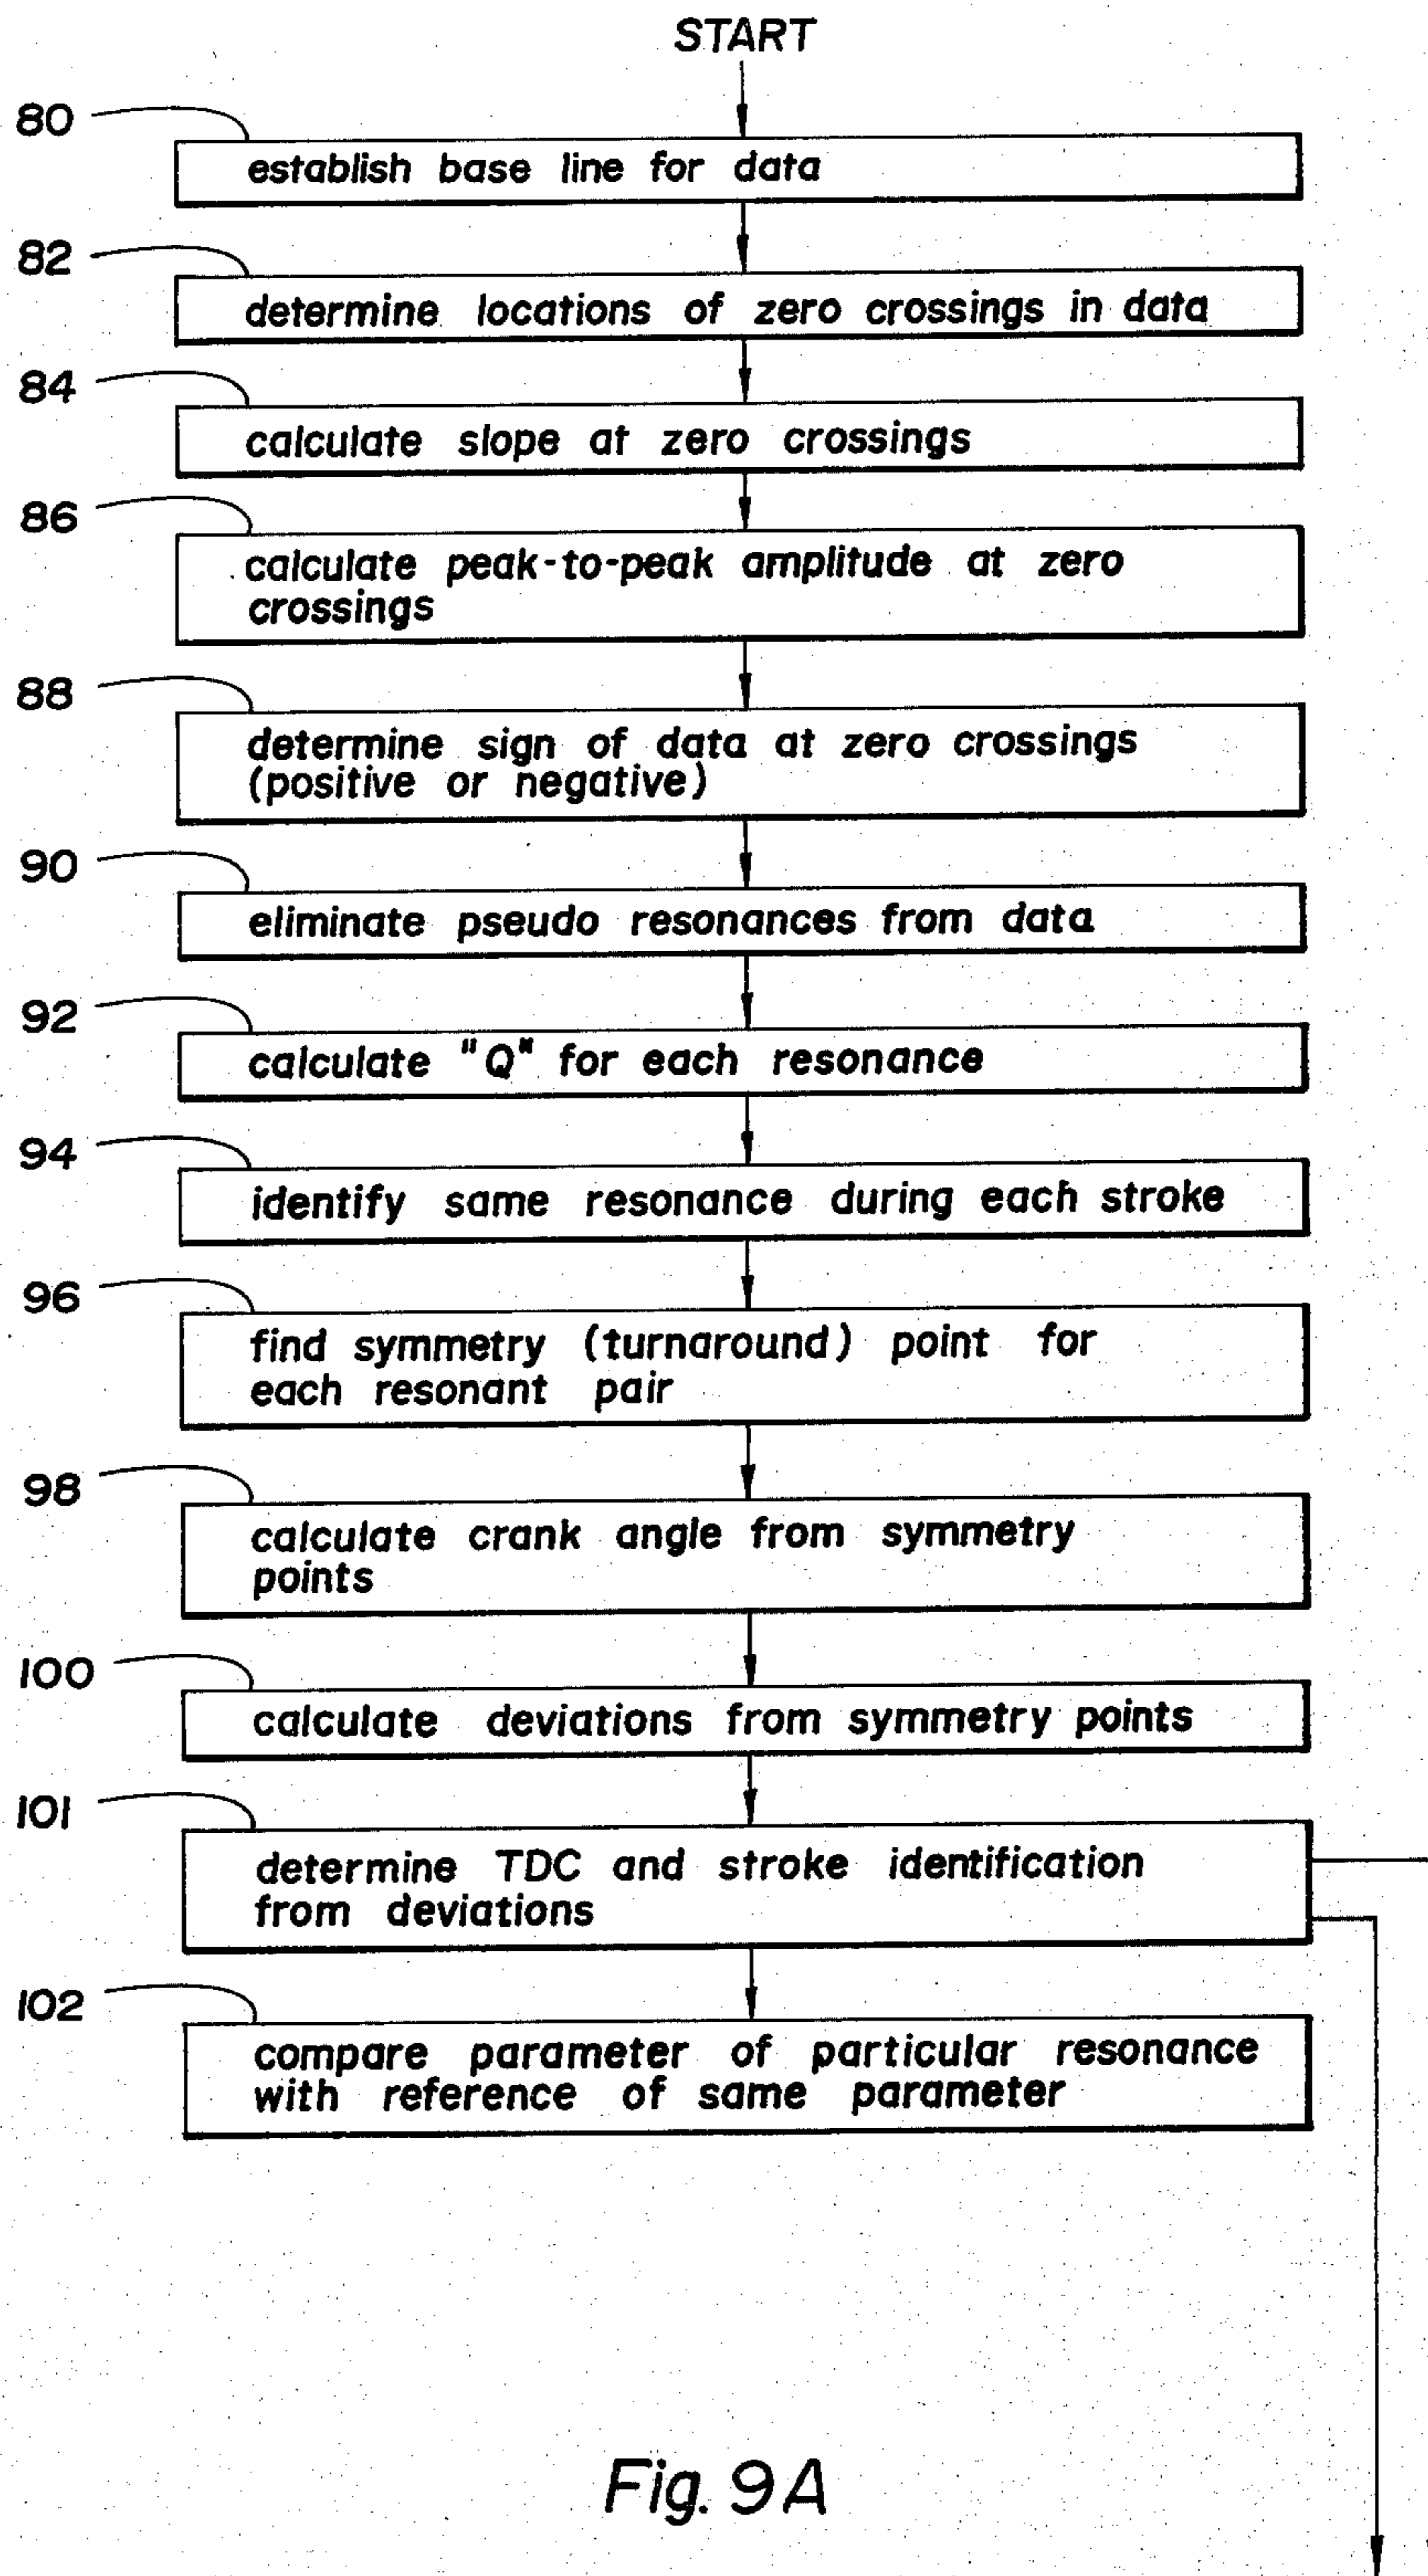 START
80
establish base line for data
82
determine locations of zero crossings in data
84
calculate slope at zero crossings
86
calculate peak-to-peak amplitude at zero
crossings
88
determine sign of data at zero crossings
(positive or negative)
90
eliminate pseudo resonances from data
92
calculate "Q" for each resonance
94
identify same resonance during each stroke
96
find symmetry (turnaround) point for
each resonant pair
98
calculate crank angle from symmetry
points
100
calculate deviations from symmetry points
101
determine TDC and stroke identification
from deviations
102
compare parameter of particular resonance
with reference of same parameter
Fig. 9A